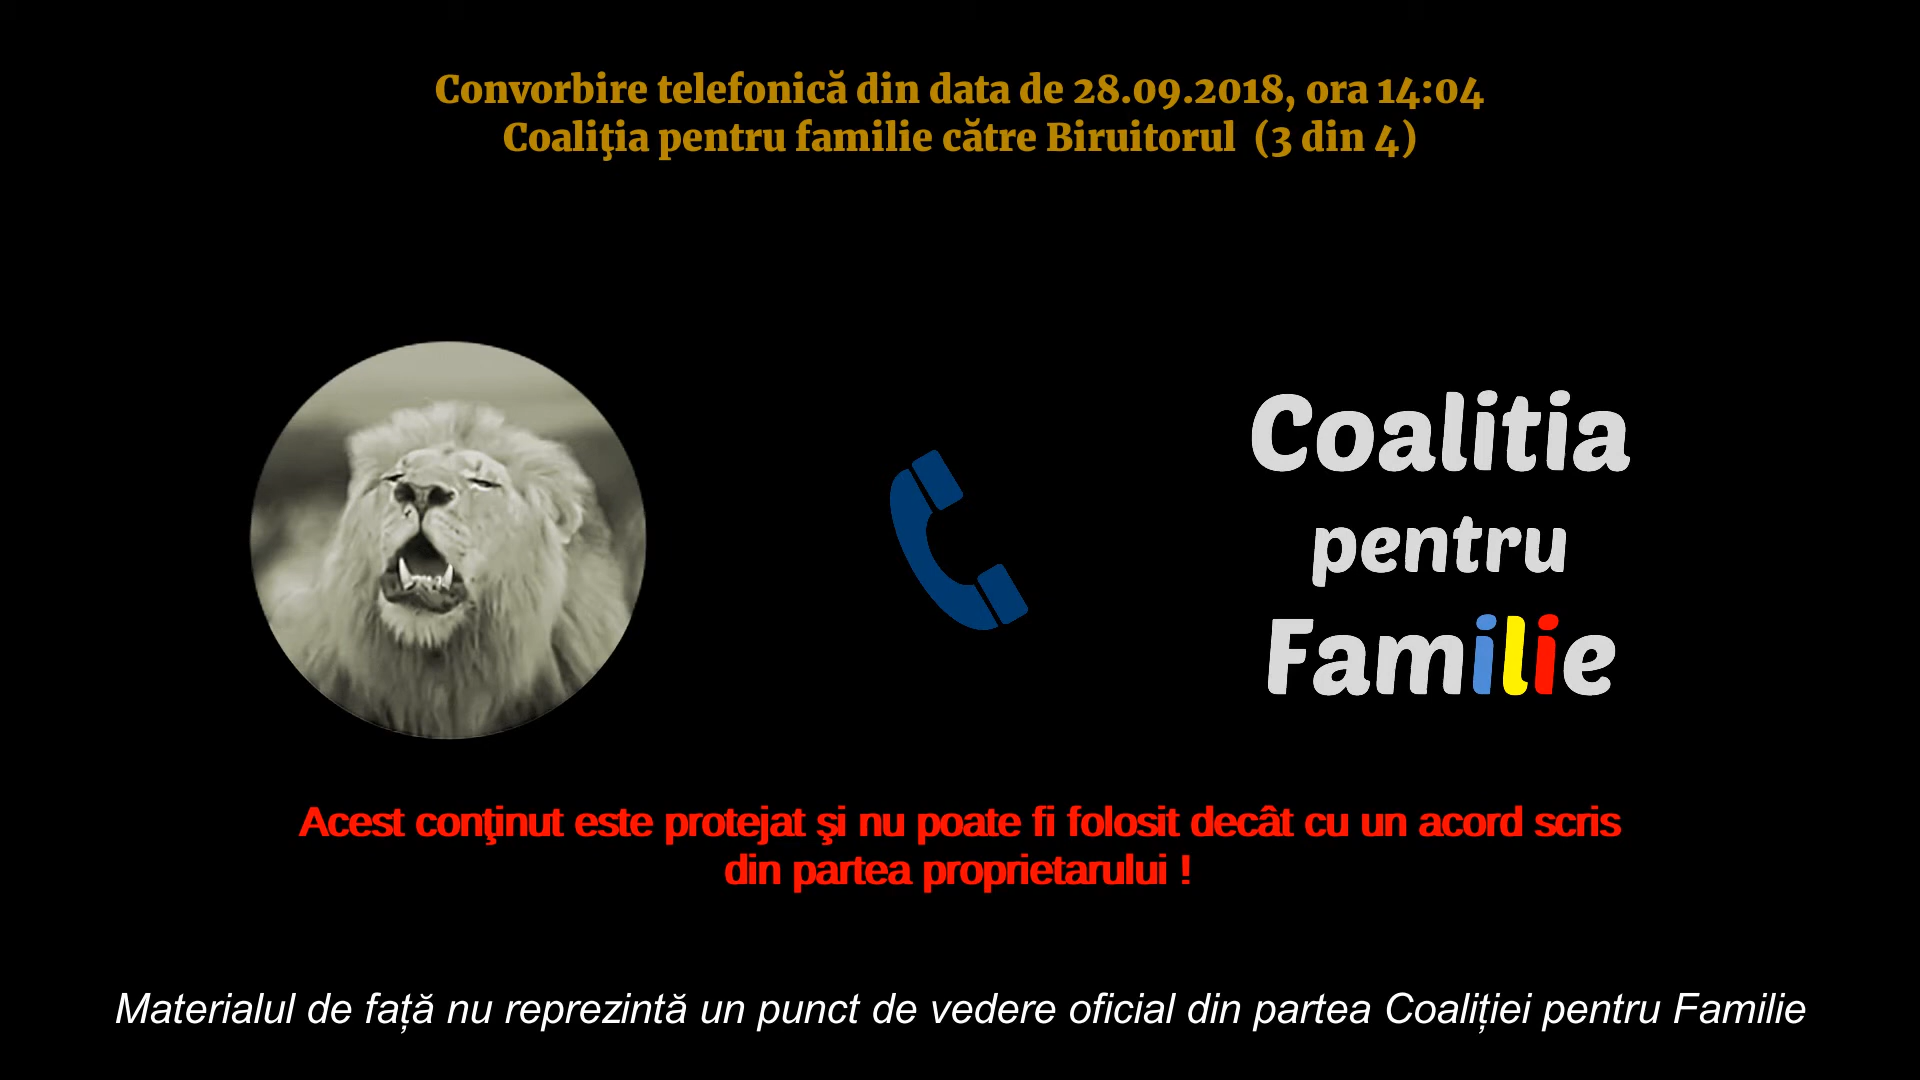 Convorbire telefonică din data de 28.09.2018, ora 14:04
Coaliţia pentru familie către Biruitorul (3 din 4)
Coalitia
pentru
Familie
Acest conţinut este protejat şi nu poate fi folosit decât cu un acord scris
din partea proprietarului !
Materialul de față nu reprezintă un punct de vedere oficial din partea Coaliției pentru Familie